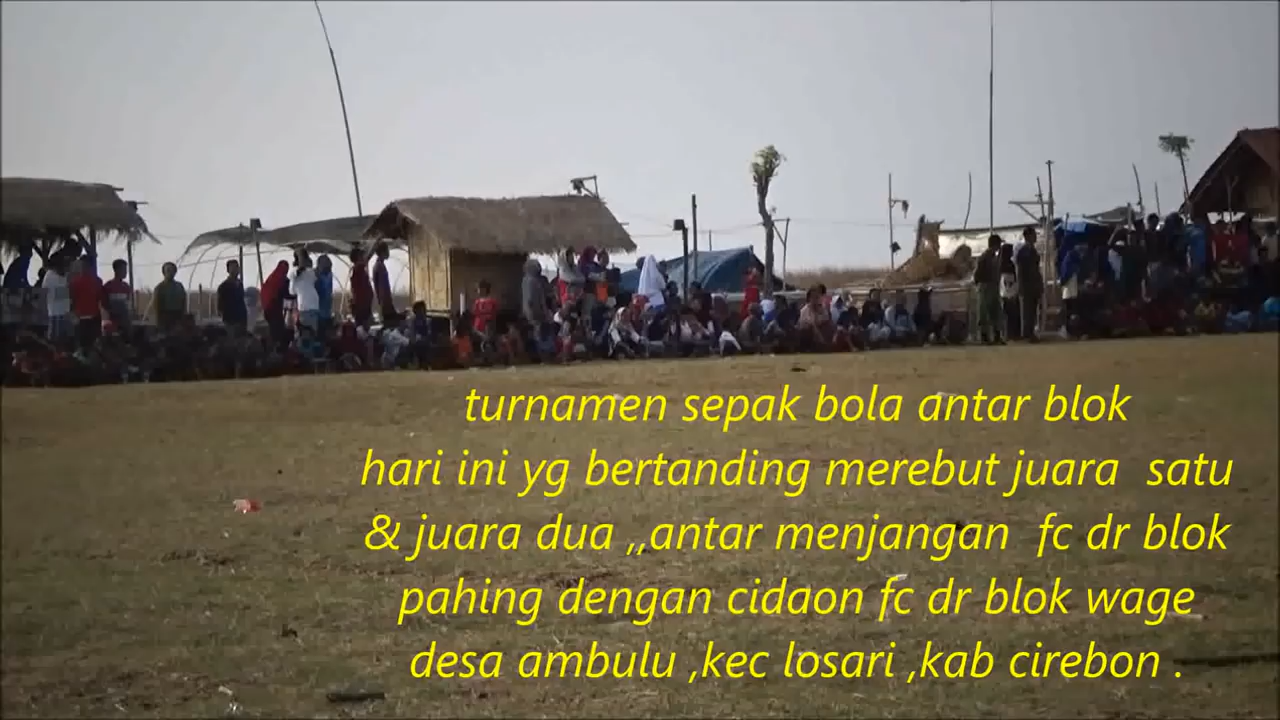 turnamen sepak bola antar blok
hari ini yg bertanding merebut juara  satu
& juara dua ,,antar menjangan  fc dr blok
pahing dengan cidaon fc dr blok wage
desa ambulu ,kec losari ,kab cirebon .